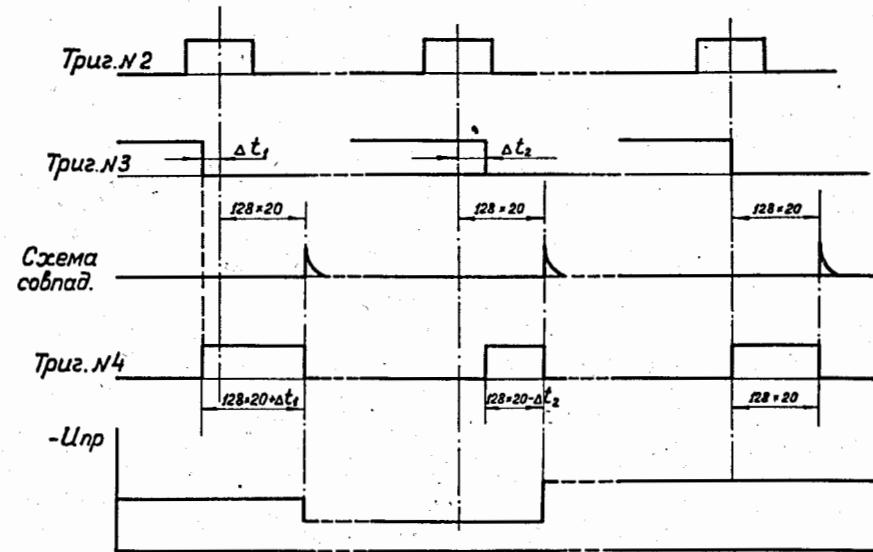 Триг.N2
Триг.N3
Δt₁
Δt₂
128×20
128×20
128×20
Схема
совпад.
Триг.N4
128×20+Δt₁
128×20-Δt₂
128×20
-Uпр